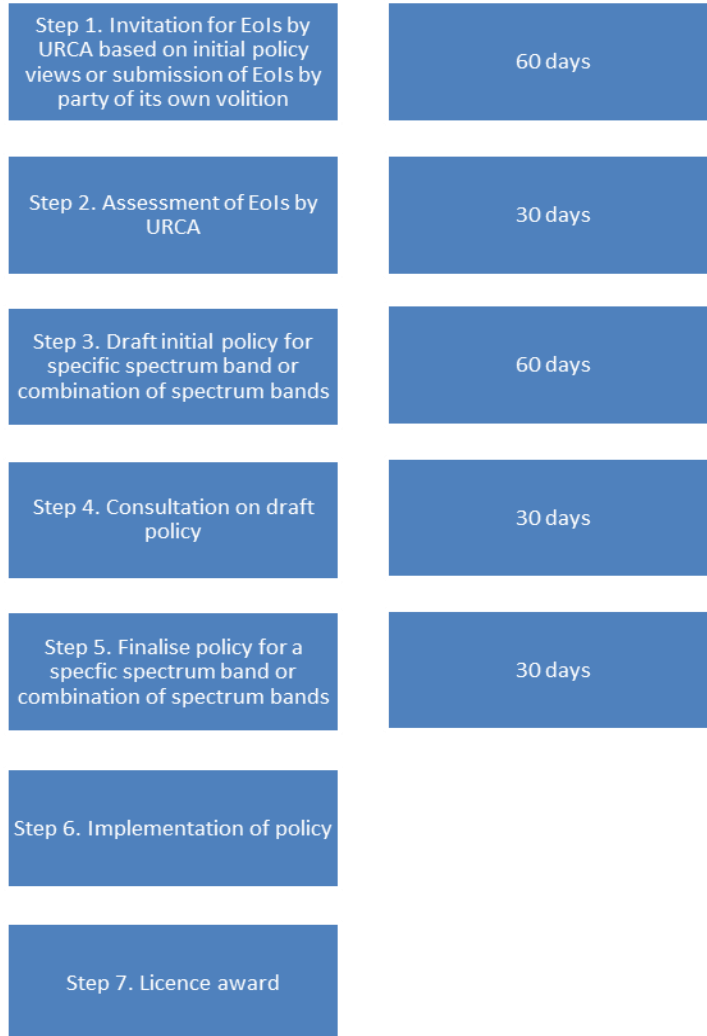 Step 1. Invitation for EoIs by
URCA based on initial policy
views or submission of EoIs by
party of its own volition
60 days
Step 2. Assessment of EoIs by
URCA
30 days
Step 3. Draft initial policy for
specific spectrum band or
combination of spectrum bands
60 days
Step 4. Consultation on draft
policy
30 days
Step 5. Finalise policy for a
specfic spectrum band or
combination of spectrum bands
30 days
Step 6. Implementation of policy
Step 7. Licence award